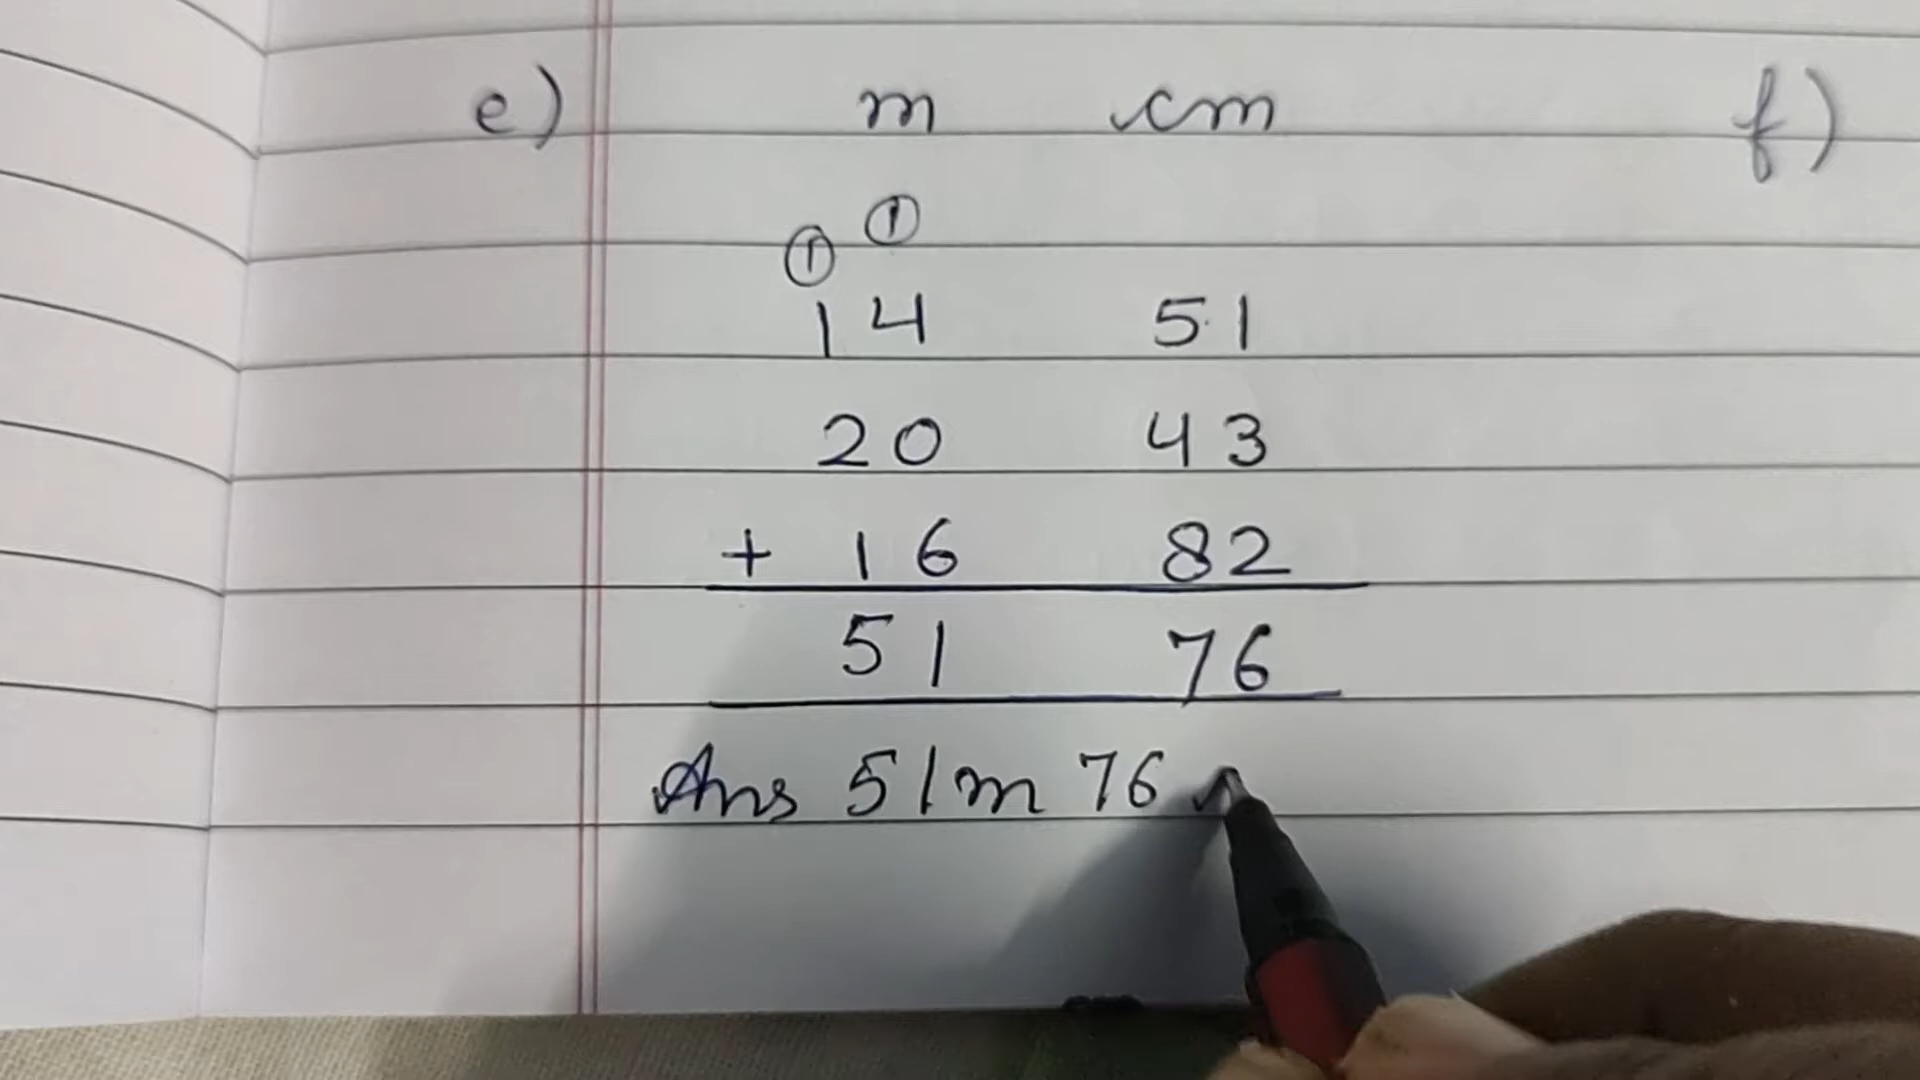 e) m cm f)
① ①
14 51
20 43
+ 16 82
51 76
Ans 51m 76